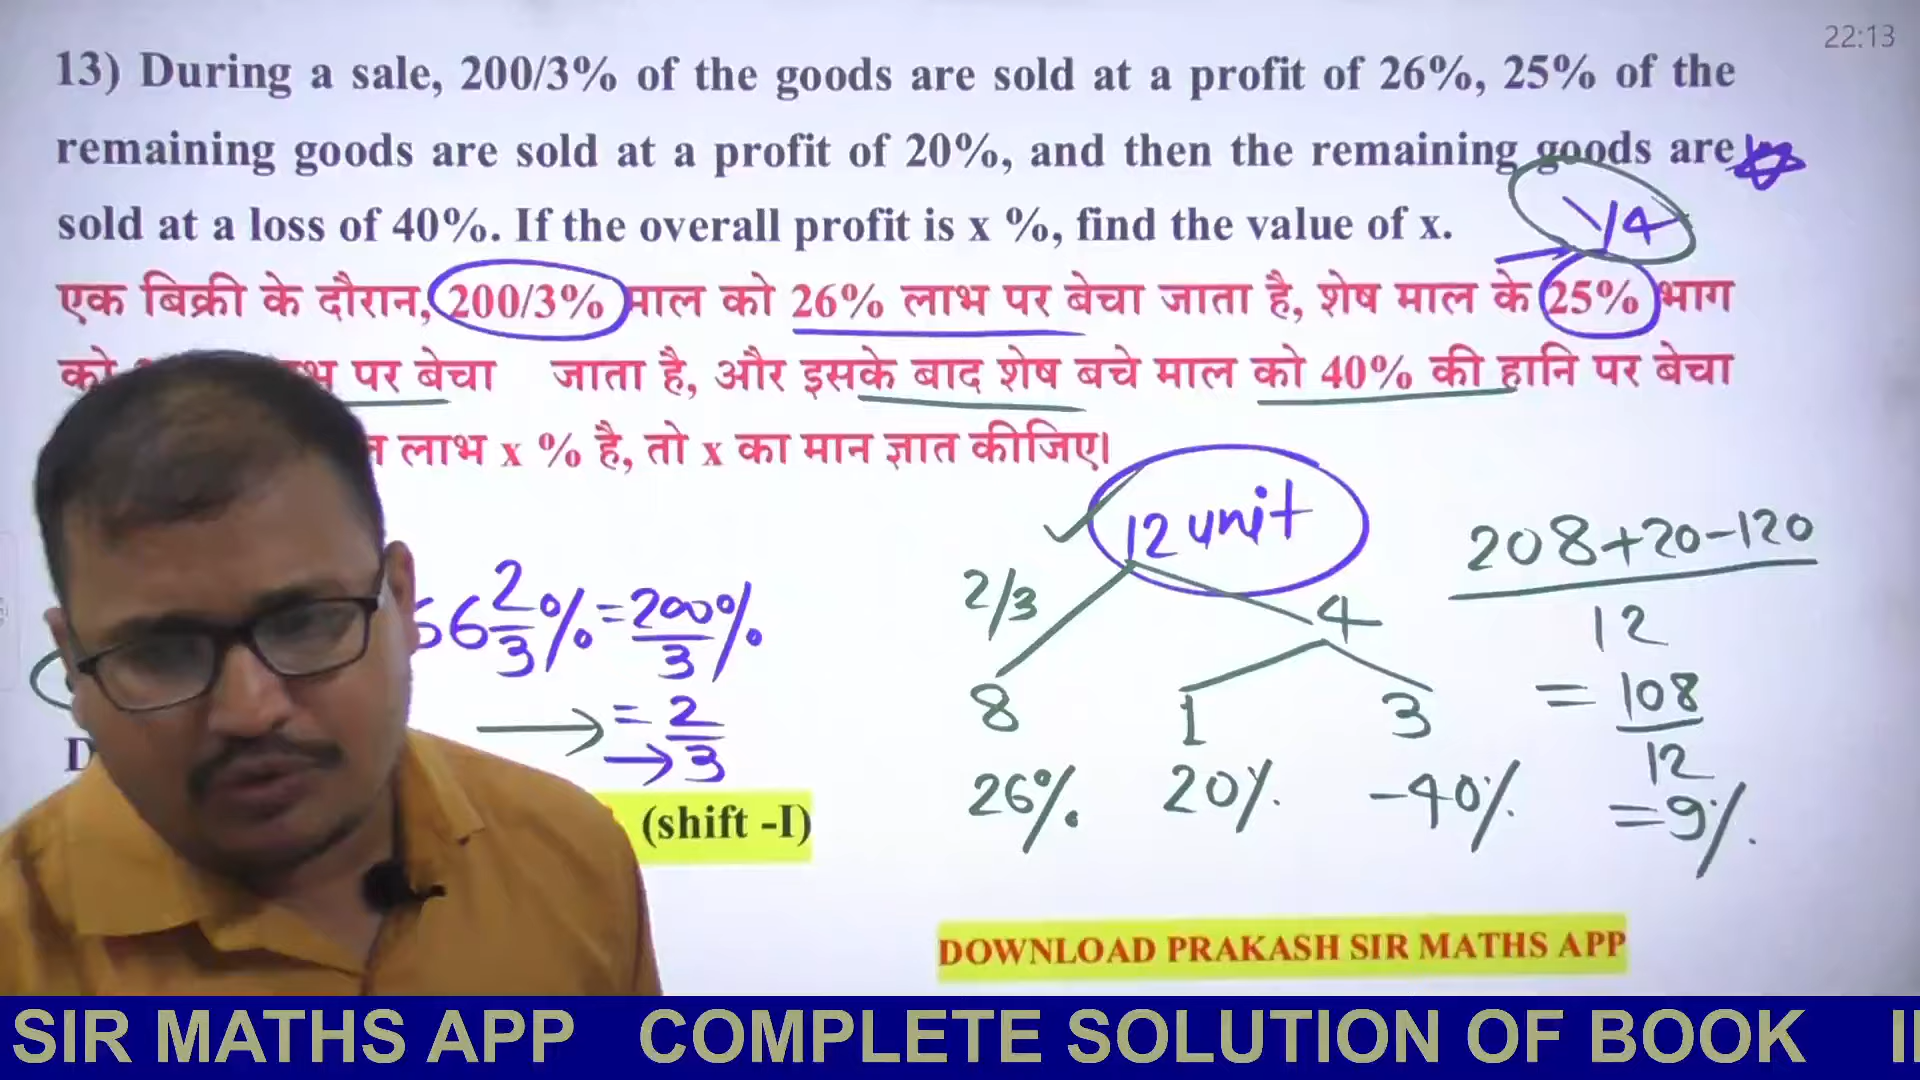 22:13
13) During a sale, 200/3% of the goods are sold at a profit of 26%, 25% of the
remaining goods are sold at a profit of 20%, and then the remaining goods are
sold at a loss of 40%. If the overall profit is x %, find the value of x.
1/4
एक बिक्री के दौरान, 200/3% माल को 26% लाभ पर बेचा जाता है, शेष माल के 25% भाग
को पर बेचा जाता है, और इसके बाद शेष बचे माल को 40% की हानि पर बेचा
लाभ x % है, तो x का मान ज्ञात कीजिए।
12 unit
208+20-120
12
66 2/3 % = 200/3 %
2/3
4
= 2/3
8 1 3
= 108
12
26% 20% -40%
= 9%.
(shift -I)
DOWNLOAD PRAKASH SIR MATHS APP
SIR MATHS APP COMPLETE SOLUTION OF BOOK